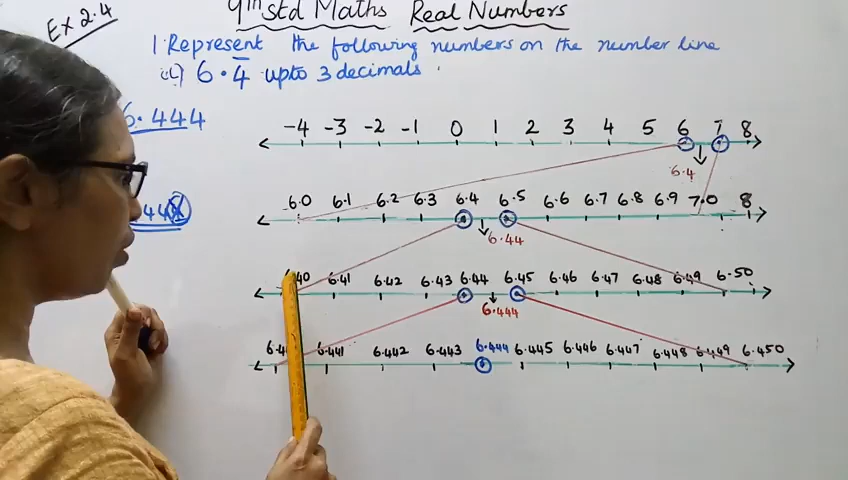 9th Std Maths Real Numbers
Ex 2.4
1. Represent the following numbers on the number line
(i) 6.4̅ upto 3 decimals
6.444
-4 -3 -2 -1 0 1 2 3 4 5 6 7 8
6.4
6.0 6.1 6.2 6.3 6.4 6.5 6.6 6.7 6.8 6.9 7.0 8
6.44
6.41 6.42 6.43 6.44 6.45 6.46 6.47 6.48 6.49 6.50
6.444
6.441 6.442 6.443 6.444 6.445 6.446 6.447 6.448 6.449 6.450